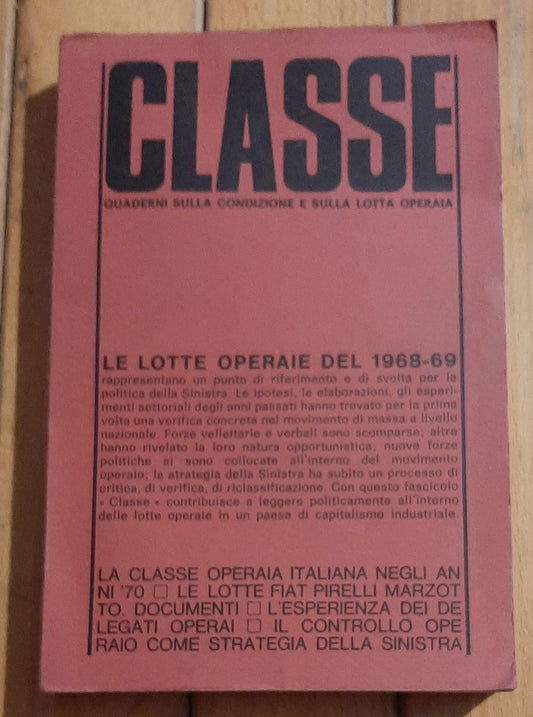 CLASSE
QUADERNI SULLA CONDIZIONE E SULLA LOTTA OPERAIA
LE LOTTE OPERAIE DEL 1968-69
rappresentano un punto di riferimento e di svolta per la
politica della Sinistra. Le ipotesi, le elaborazioni, gli esperi-
menti settoriali degli anni passati hanno trovato per la prima
volta una verifica concreta nel movimento di massa a livello
nazionale. Forze velleitarie e verbali sono scomparse; altre
hanno rivelato la loro natura opportunistica; nuove forze
politiche si sono collocate all'interno del movimento
operaio; la strategia della Sinistra ha subito un processo di
critica, di verifica, di riclassificazione. Con questo fascicolo
« Classe » contribuisce a leggere politicamente all'interno
delle lotte operaie in un paese di capitalismo industriale.
LA CLASSE OPERAIA ITALIANA NEGLI AN
NI '70 □ LE LOTTE FIAT PIRELLI MARZOT
TO. DOCUMENTI □ L'ESPERIENZA DEI DE
LEGATI OPERAI □ IL CONTROLLO OPE
RAIO COME STRATEGIA DELLA SINISTRA